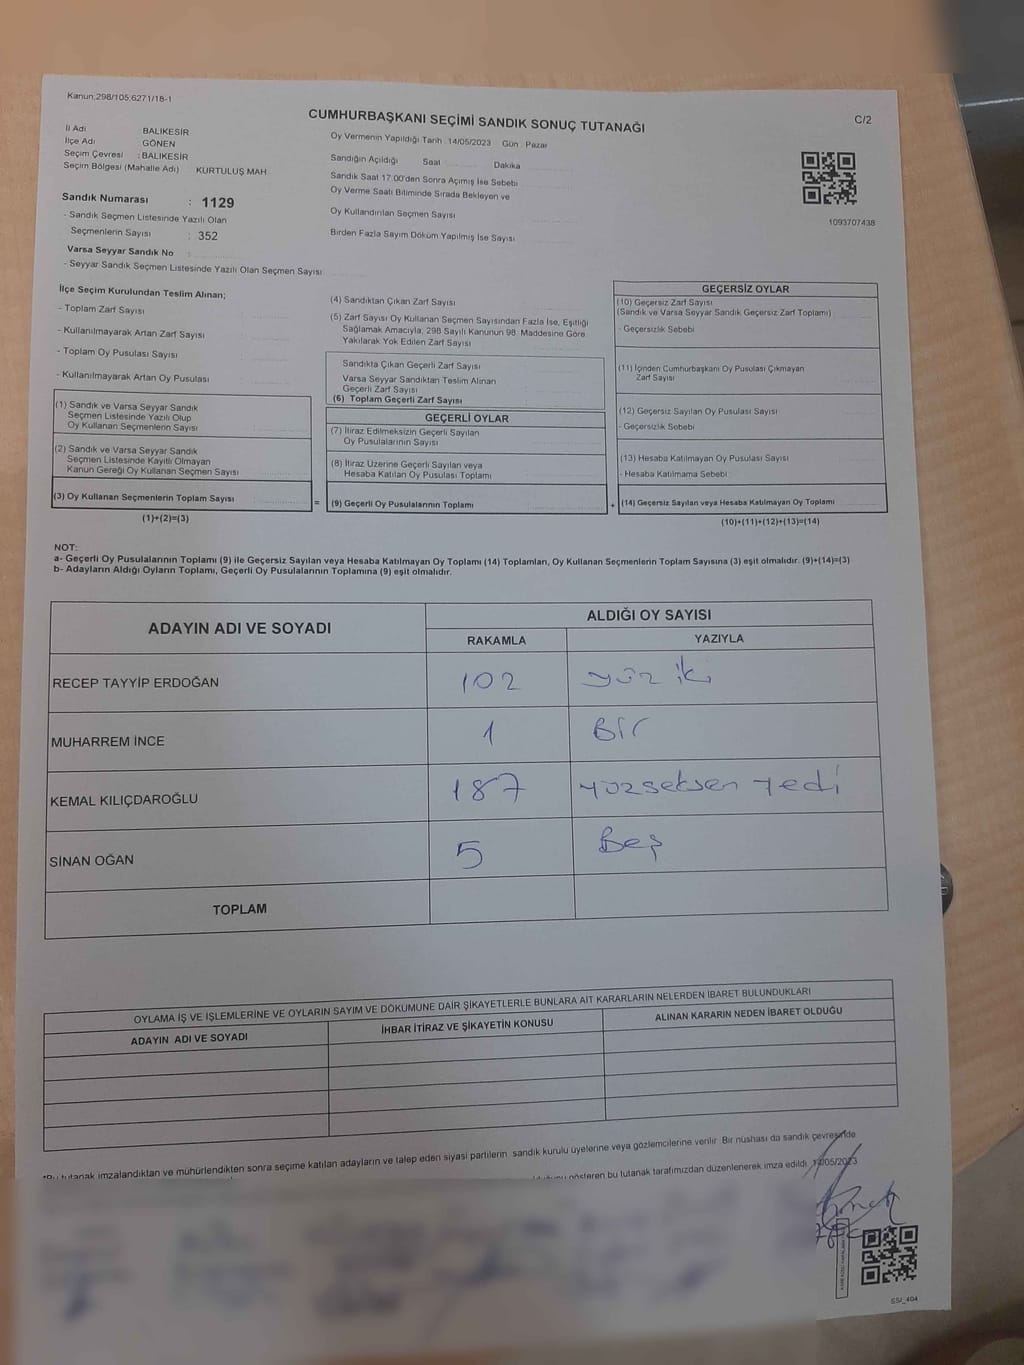 Kanun:298/105;6271/18-1
CUMHURBAŞKANI SEÇİMİ SANDIK SONUÇ TUTANAĞI
C/2
İl Adı BALIKESİR
İlçe Adı GÖNEN
Seçim Çevresi : BALIKESİR
Seçim Bölgesi (Mahalle Adı) KURTULUŞ MAH.
Oy Vermenin Yapıldığı Tarih : 14/05/2023 Gün : Pazar
Sandığın Açıldığı Saat Dakika
Sandık Saat 17.00'den Sonra Açılmış İse Sebebi
Oy Verme Saati Bitiminde Sırada Bekleyen ve
Oy Kullandırılan Seçmen Sayısı
Birden Fazla Sayım Döküm Yapılmış İse Sayısı
1093707438
Sandık Numarası : 1129
- Sandık Seçmen Listesinde Yazılı Olan
Seçmenlerin Sayısı : 352
Varsa Seyyar Sandık No :
- Seyyar Sandık Seçmen Listesinde Yazılı Olan Seçmen Sayısı
İlçe Seçim Kurulundan Teslim Alınan;
- Toplam Zarf Sayısı
- Kullanılmayarak Artan Zarf Sayısı
- Toplam Oy Pusulası Sayısı
- Kullanılmayarak Artan Oy Pusulası
(1) Sandık ve Varsa Seyyar Sandık
Seçmen Listesinde Yazılı Olup
Oy Kullanan Seçmenlerin Sayısı
(2) Sandık ve Varsa Seyyar Sandık
Seçmen Listesinde Kayıtlı Olmayan
Kanun Gereği Oy Kullanan Seçmen Sayısı
(3) Oy Kullanan Seçmenlerin Toplam Sayısı
(1)+(2)=(3)
=
(4) Sandıktan Çıkan Zarf Sayısı
(5) Zarf Sayısı Oy Kullanan Seçmen Sayısından Fazla İse, Eşitliği
Sağlamak Amacıyla, 298 Sayılı Kanunun 98. Maddesine Göre
Yakılarak Yok Edilen Zarf Sayısı
Sandıkta Çıkan Geçerli Zarf Sayısı
Varsa Seyyar Sandıktan Teslim Alınan
Geçerli Zarf Sayısı
(6) Toplam Geçerli Zarf Sayısı
GEÇERLİ OYLAR
(7) İtiraz Edilmeksizin Geçerli Sayılan
Oy Pusulalarının Sayısı
(8) İtiraz Üzerine Geçerli Sayılan veya
Hesaba Katılan Oy Pusulası Toplamı
(9) Geçerli Oy Pusulalarının Toplamı
+
GEÇERSİZ OYLAR
(10) Geçersiz Zarf Sayısı
(Sandık ve Varsa Seyyar Sandık Geçersiz Zarf Toplamı)
- Geçersizlik Sebebi
(11) İçinden Cumhurbaşkanı Oy Pusulası Çıkmayan
Zarf Sayısı
(12) Geçersiz Sayılan Oy Pusulası Sayısı
- Geçersizlik Sebebi
(13) Hesaba Katılmayan Oy Pusulası Sayısı
- Hesaba Katılmama Sebebi
(14) Geçersiz Sayılan veya Hesaba Katılmayan Oy Toplamı
(10)+(11)+(12)+(13)=(14)
NOT:
a- Geçerli Oy Pusulalarının Toplamı (9) ile Geçersiz Sayılan veya Hesaba Katılmayan Oy Toplamı (14) Toplamları, Oy Kullanan Seçmenlerin Toplam Sayısına (3) eşit olmalıdır. (9)+(14)=(3)
b- Adayların Aldığı Oyların Toplamı, Geçerli Oy Pusulalarının Toplamına (9) eşit olmalıdır.
ADAYIN ADI VE SOYADI
ALDIĞI OY SAYISI
RAKAMLA YAZIYLA
RECEP TAYYİP ERDOĞAN 102 yüz iki
MUHARREM İNCE 1 Bir
KEMAL KILIÇDAROĞLU 187 yüzseksen yedi
SİNAN OĞAN 5 Beş
TOPLAM
OYLAMA İŞ VE İŞLEMLERİNE VE OYLARIN SAYIM VE DÖKÜMÜNE DAİR ŞİKAYETLERLE BUNLARA AİT KARARLARIN NELERDEN İBARET BULUNDUKLARI
ADAYIN ADI VE SOYADI İHBAR İTİRAZ VE ŞİKAYETİN KONUSU ALINAN KARARIN NEDEN İBARET OLDUĞU
*Bu tutanak imzalandıktan ve mühürlendikten sonra seçime katılan adayların ve talep eden siyasi partilerin sandık kurulu üyelerine veya gözlemcilerine verilir. Bir nüshası da sandık çevresinde
gösteren bu tutanak tarafımızdan düzenlenerek imza edildi. 14/05/2023
SSI_404